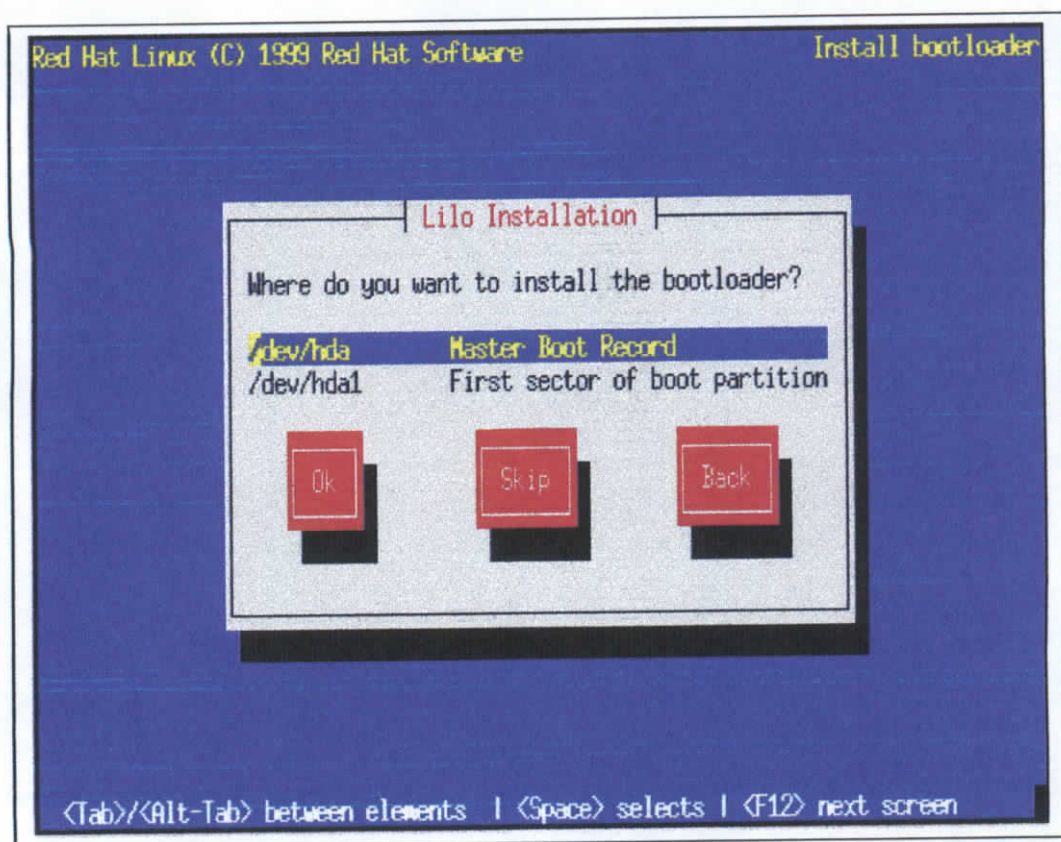 Red Hat Linux (C) 1999 Red Hat Software Install bootloader
Lilo Installation
Where do you want to install the bootloader?
/dev/hda Master Boot Record
/dev/hda1 First sector of boot partition
Ok Skip Back
<Tab>/<Alt-Tab> between elements | <Space> selects | <F12> next screen